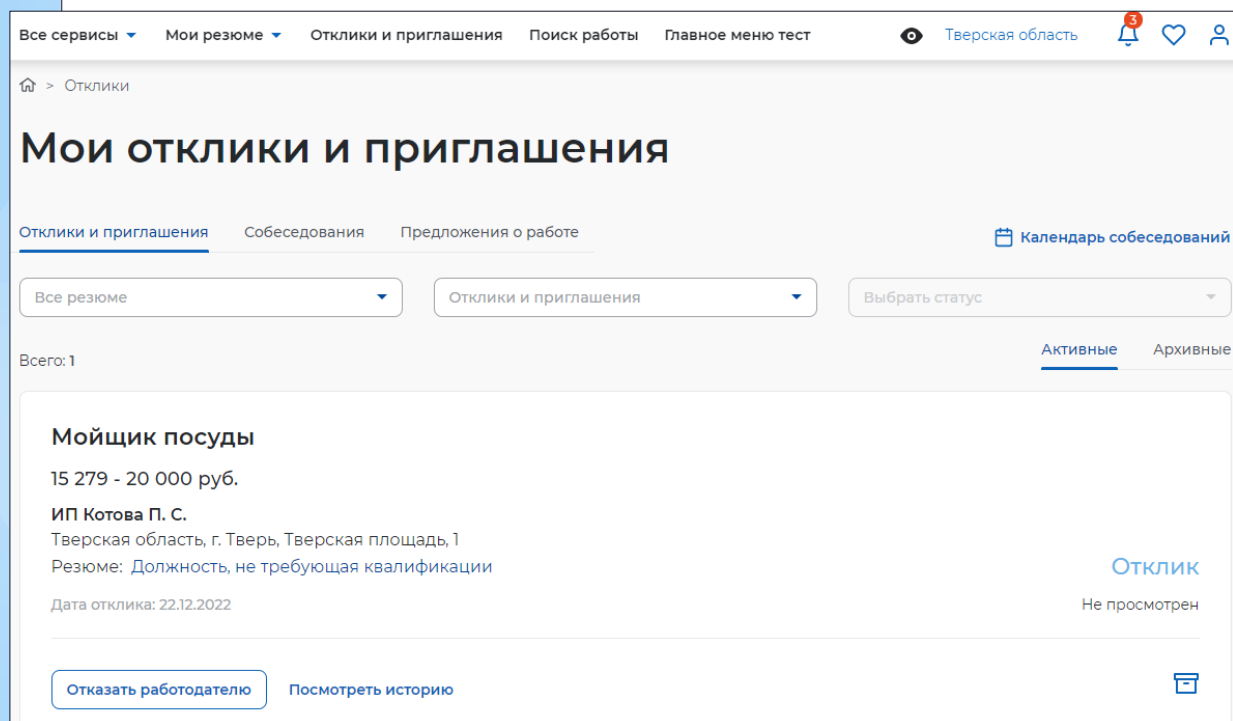 Все сервисы Мои резюме Отклики и приглашения Поиск работы Главное меню тест Тверская область 3
> Отклики
Мои отклики и приглашения
Отклики и приглашения Собеседования Предложения о работе Календарь собеседований
Все резюме Отклики и приглашения Выбрать статус
Всего: 1 Активные Архивные
Мойщик посуды
15 279 - 20 000 руб.
ИП Котова П. С.
Тверская область, г. Тверь, Тверская площадь, 1
Резюме: Должность, не требующая квалификации Отклик
Дата отклика: 22.12.2022 Не просмотрен
Отказать работодателю Посмотреть историю